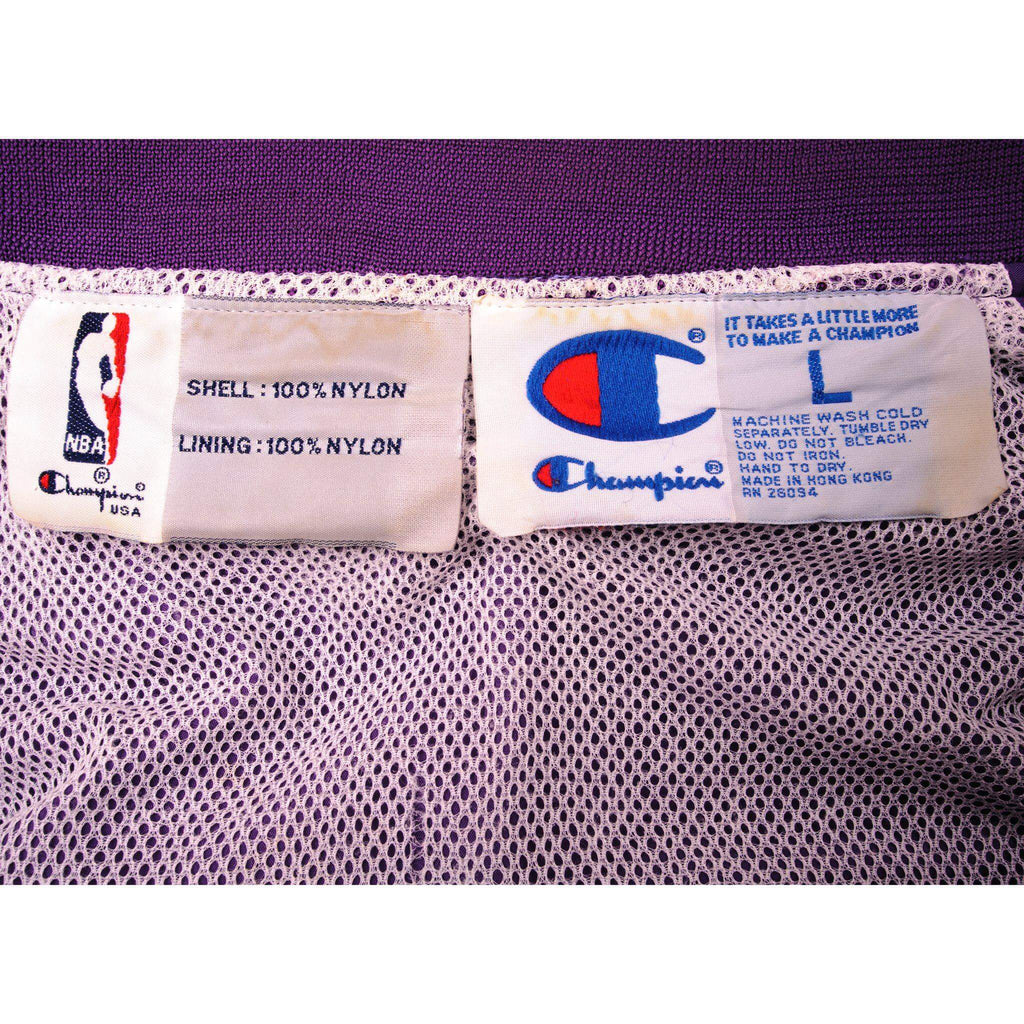 NBA
®
Champion©
USA
SHELL : 100% NYLON
LINING : 100% NYLON
®
Champion®
IT TAKES A LITTLE MORE
TO MAKE A CHAMPION
L
MACHINE WASH COLD
SEPARATELY. TUMBLE DRY
LOW. DO NOT BLEACH.
DO NOT IRON.
HAND TO DRY.
MADE IN HONG KONG
RN 26094